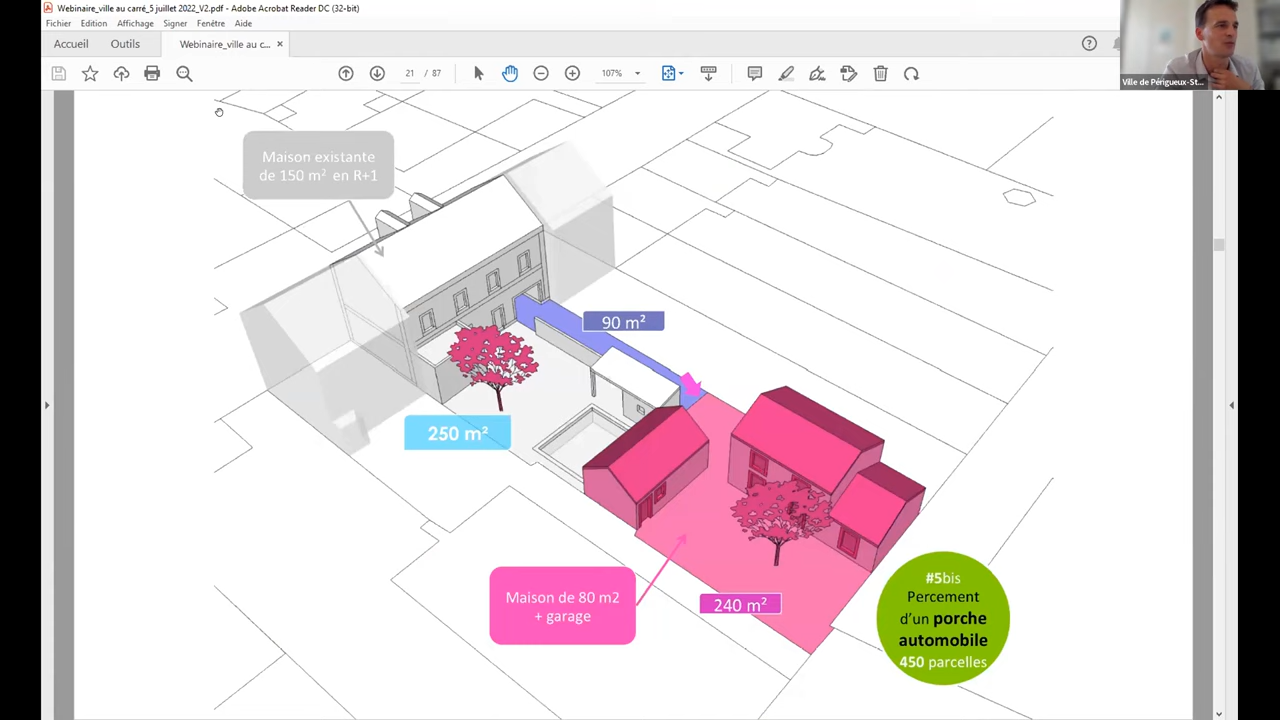 Webinaire_ville au carré_5 juillet 2022_V2.pdf - Adobe Acrobat Reader DC (32-bit)
Fichier Edition Affichage Signer Fenêtre Aide
Accueil Outils Webinaire_ville au c... ×
21 / 87 107%
Ville de Périgueux-St...
Maison existante
de 150 m² en R+1
90 m²
250 m²
Maison de 80 m2
+ garage
240 m²
#5bis
Percement
d'un porche
automobile
450 parcelles